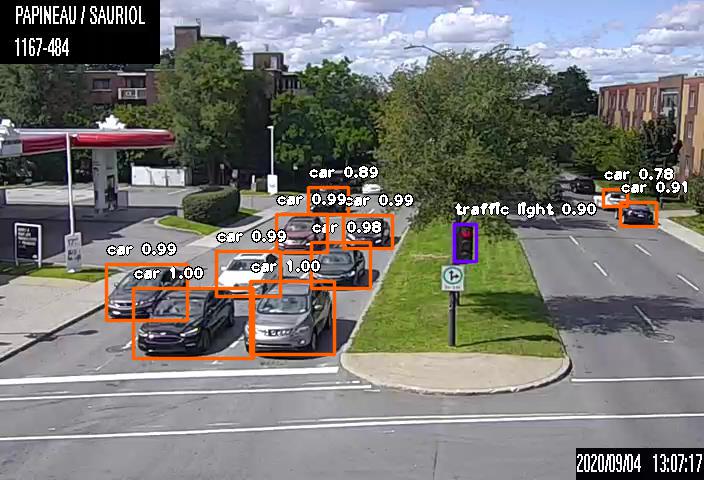 PAPINEAU / SAURIOL
1167-484
car 0.89
car 0.78
car 0.91
car 0.99
car 0.99
traffic light 0.90
car 0.98
car 0.99
car 0.99
car 1.00
car 1.00
2020/09/04 13:07:17